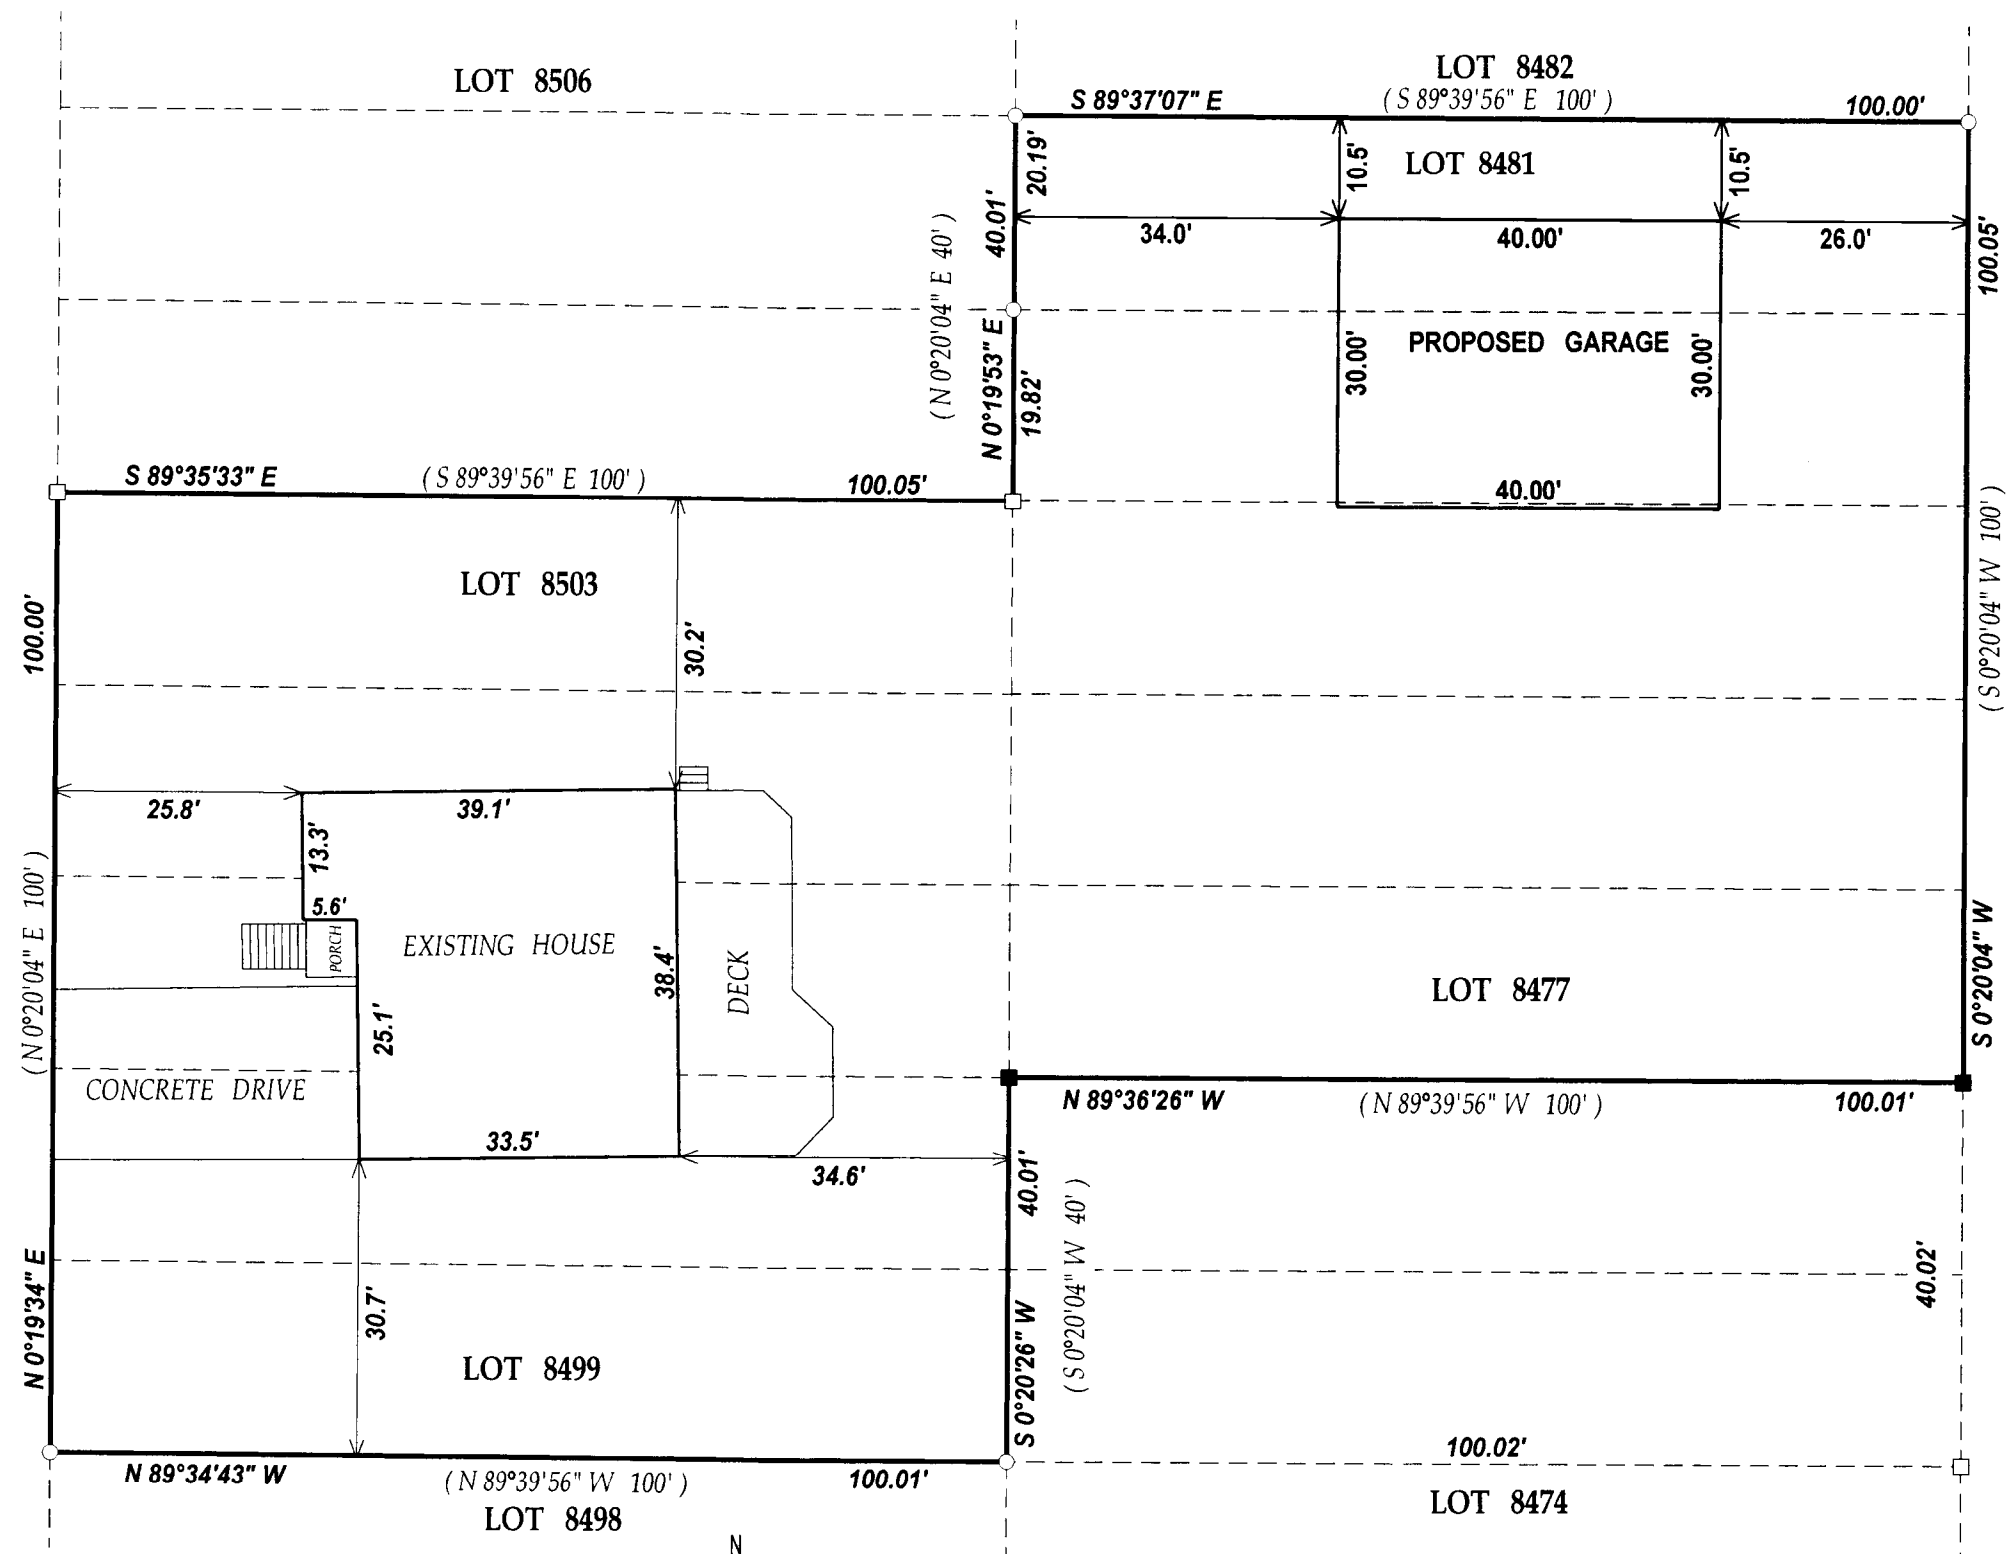 LOT 8506
LOT 8482
S 89°37'07" E
( S 89°39'56" E 100' )
100.00'
20.19'
40.01'
( N 0°20'04" E 40' )
N 0°19'53" E
19.82'
10.5'
LOT 8481
10.5'
34.0'
40.00'
26.0'
100.05'
PROPOSED GARAGE
30.00'
30.00'
40.00'
( S 0°20'04" W 100' )
S 0°20'04" W
S 89°35'33" E
( S 89°39'56" E 100' )
100.05'
LOT 8503
100.00'
30.2'
25.8'
39.1'
13.3'
5.6'
PORCH
EXISTING HOUSE
38.4'
DECK
25.1'
( N 0°20'04" E 100' )
CONCRETE DRIVE
33.5'
34.6'
LOT 8477
N 89°36'26" W
( N 89°39'56" W 100' )
100.01'
40.01'
( S 0°20'04" W 40' )
S 0°20'26" W
40.02'
N 0°19'34" E
30.7'
LOT 8499
N 89°34'43" W
( N 89°39'56" W 100' )
100.01'
LOT 8498
100.02'
LOT 8474
N